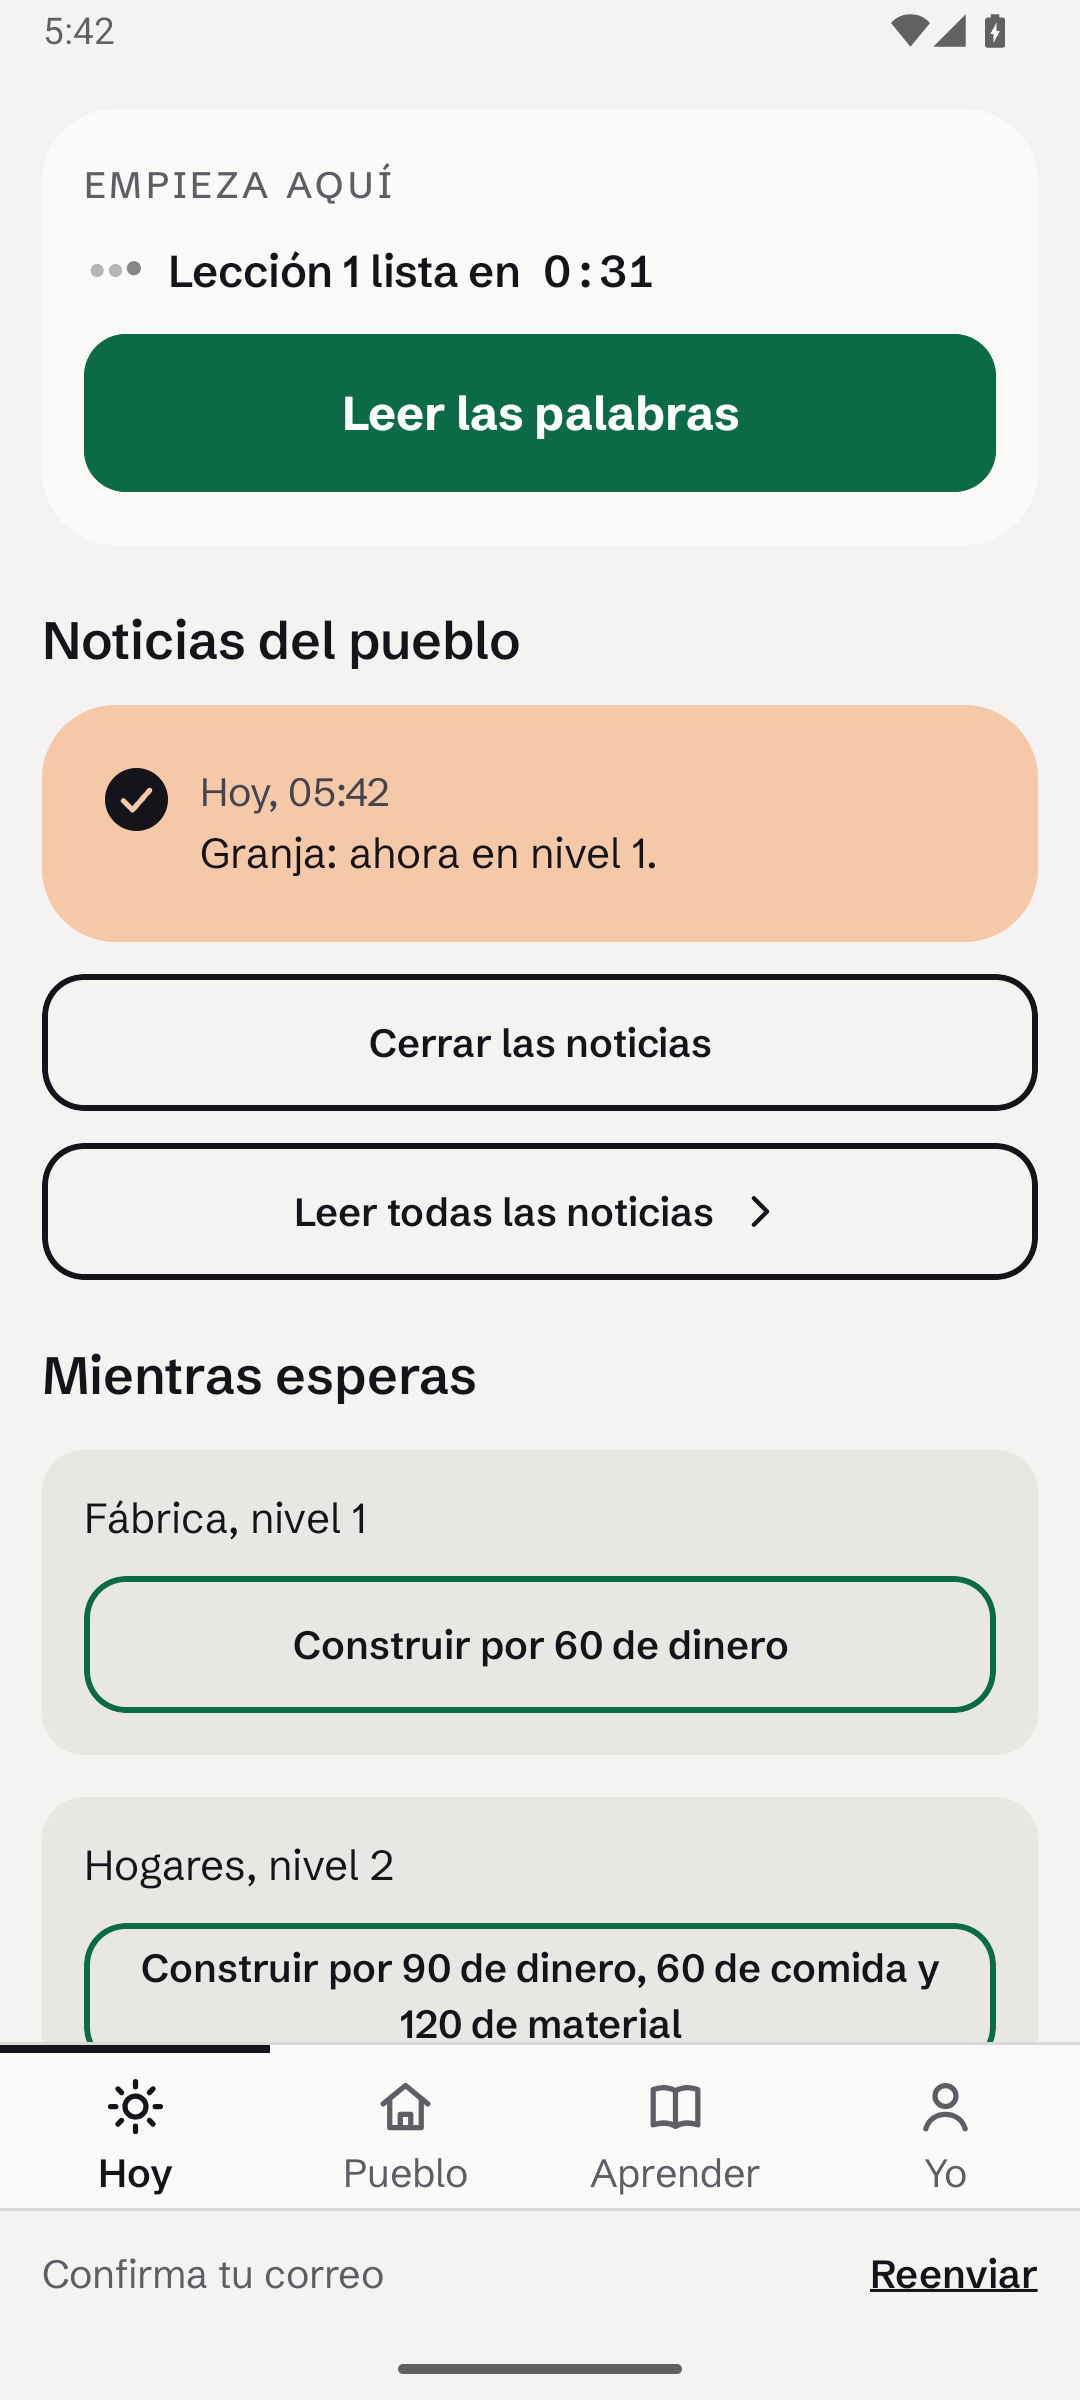 5:42
EMPIEZA AQUÍ
Lección 1 lista en 0:31
Leer las palabras
Noticias del pueblo
Hoy, 05:42
Granja: ahora en nivel 1.
Cerrar las noticias
Leer todas las noticias
Mientras esperas
Fábrica, nivel 1
Construir por 60 de dinero
Hogares, nivel 2
Construir por 90 de dinero, 60 de comida y
120 de material
Hoy
Pueblo
Aprender
Yo
Confirma tu correo
Reenviar